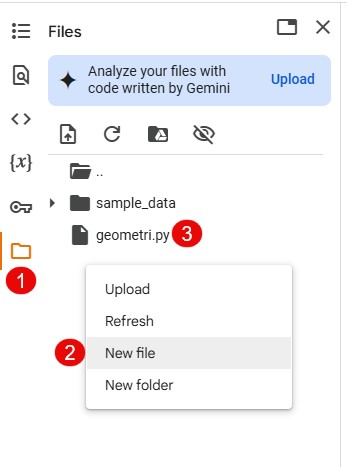 Files
Analyze your files with
code written by Gemini
Upload
{x}
..
sample_data
geometri.py 3
1
Upload
Refresh
2 New file
New folder